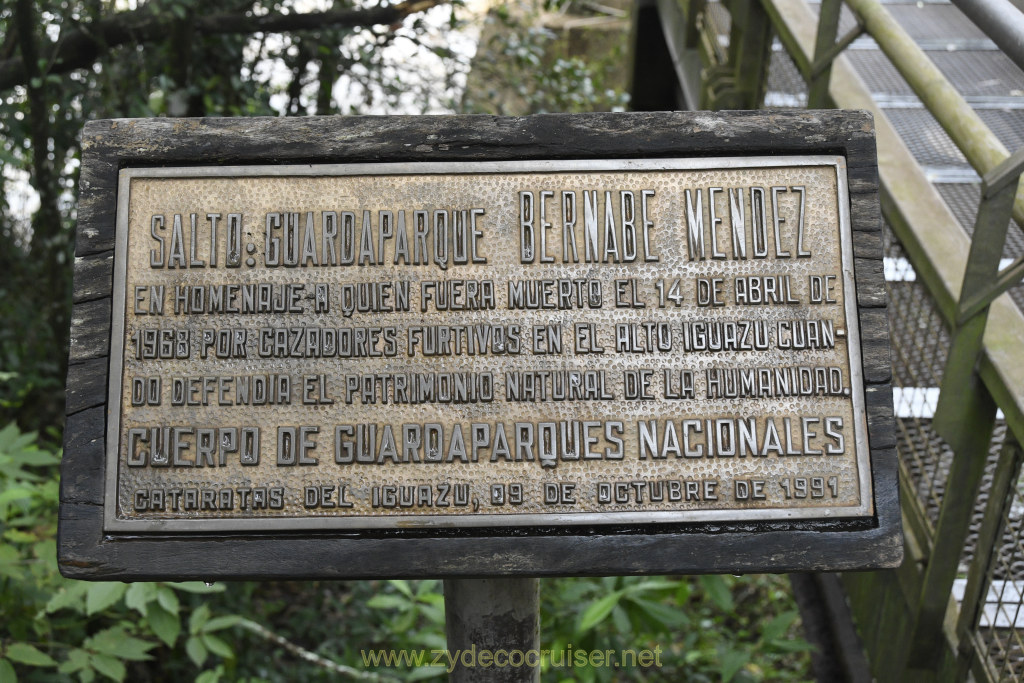 SALTO: GUARDAPARQUE BERNABE MENDEZ
EN HOMENAJE A QUIEN FUERA MUERTO EL 14 DE ABRIL DE
1968 POR CAZADORES FURTIVOS EN EL ALTO IGUAZU CUAN-
DO DEFENDIA EL PATRIMONIO NATURAL DE LA HUMANIDAD.
CUERPO DE GUARDAPARQUES NACIONALES
CATARATAS DEL IGUAZU, 09 DE OCTUBRE DE 1991
www.zydecocruiser.net